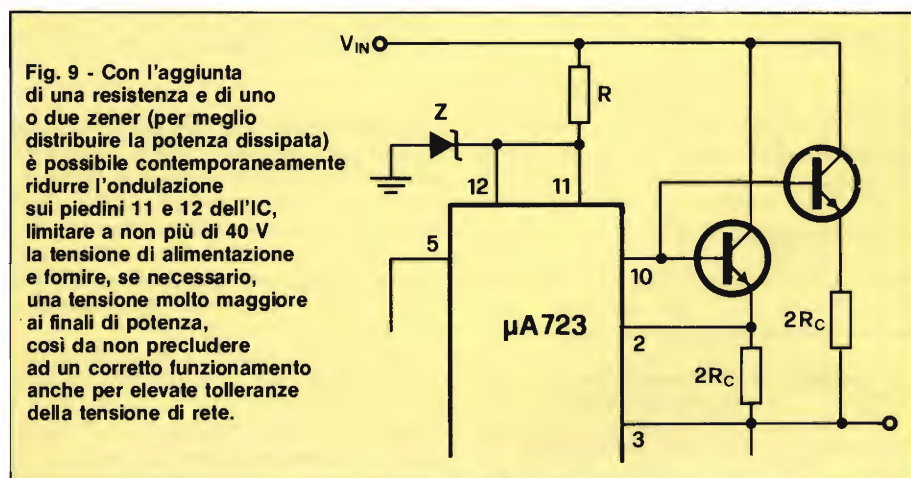 Fig. 9 - Con l'aggiunta
di una resistenza e di uno
o due zener (per meglio
distribuire la potenza dissipata)
è possibile contemporaneamente
ridurre l'ondulazione
sui piedini 11 e 12 dell'IC,
limitare a non più di 40 V
la tensione di alimentazione
e fornire, se necessario,
una tensione molto maggiore
ai finali di potenza,
così da non precludere
ad un corretto funzionamento
anche per elevate tolleranze
della tensione di rete.
VIN
R
Z
12
11
5
10
µA723
2
2RC
2RC
3